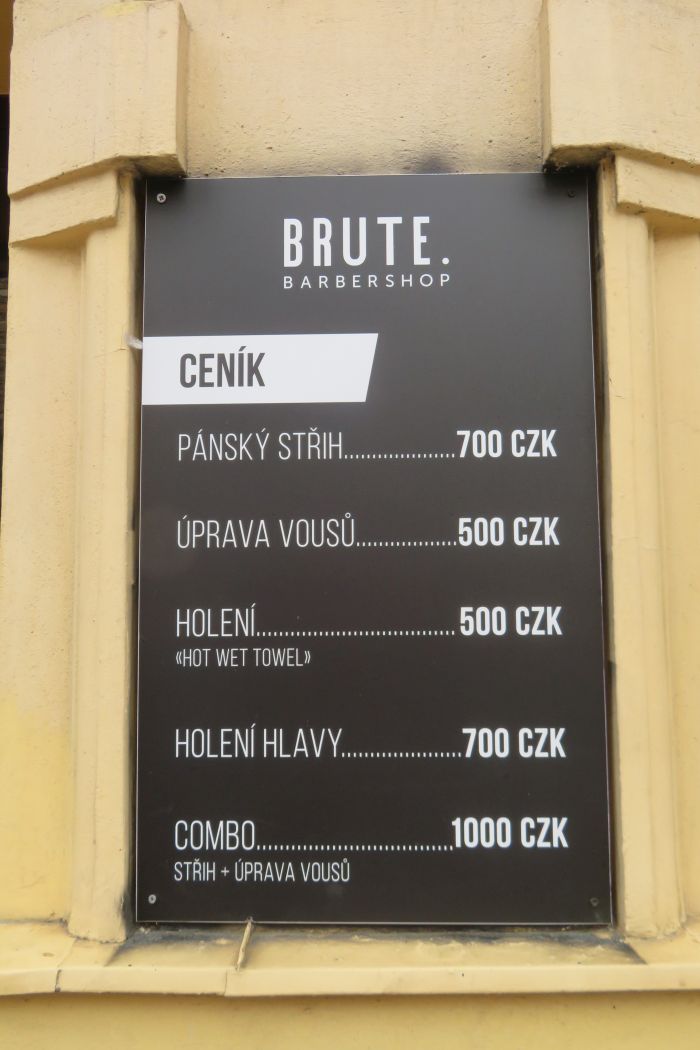 BRUTE.
BARBERSHOP
CENÍK
PÁNSKÝ STŘIH....................700 CZK
ÚPRAVA VOUSŮ..................500 CZK
HOLENÍ...................................500 CZK
«HOT WET TOWEL»
HOLENÍ HLAVY.....................700 CZK
COMBO...................................1000 CZK
STŘIH + ÚPRAVA VOUSŮ